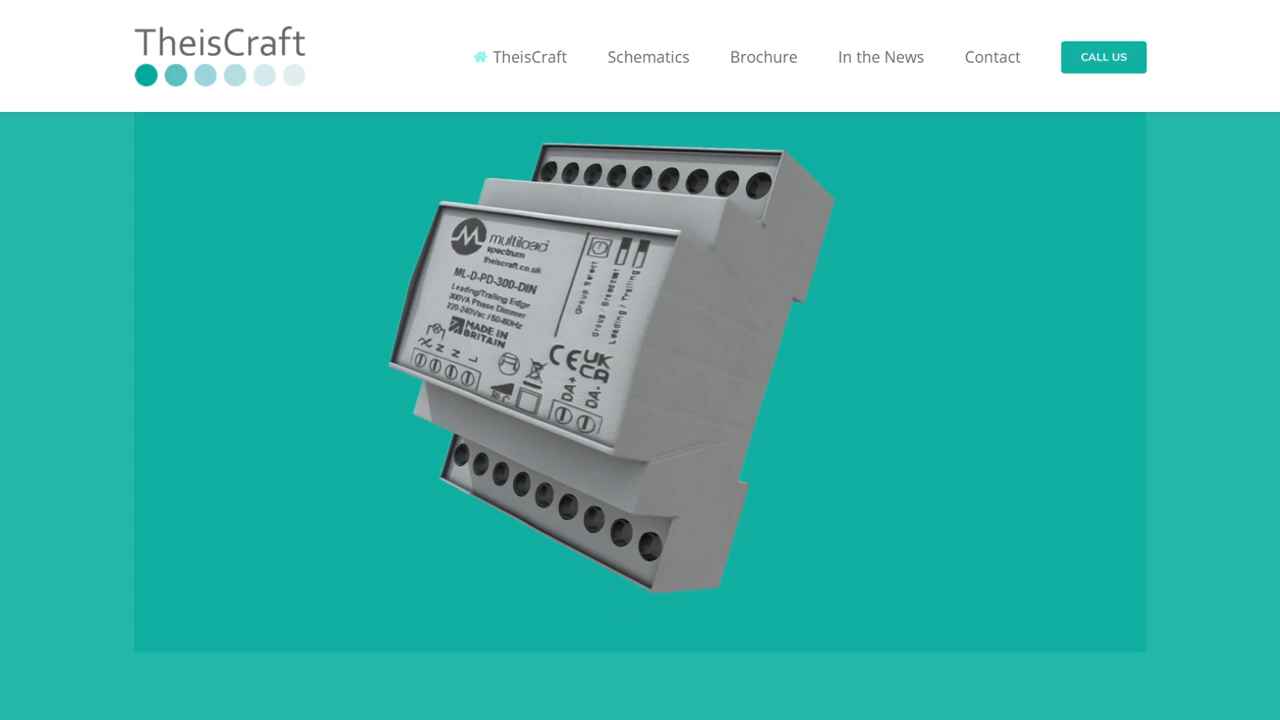 TheisCraft
TheisCraft
Schematics
Brochure
In the News
Contact
CALL US
multiload
spectrum
theiscraft.co.uk
ML-D-PD-300-DIN
Leading/Trailing Edge
300VA Phase Dimmer
220-240Vac / 50-60Hz
MADE IN
BRITAIN
N N L
R,L,C
Group Select
Group / Broadcast
Leading / Trailing
CE UK
CA
DA+
DA-